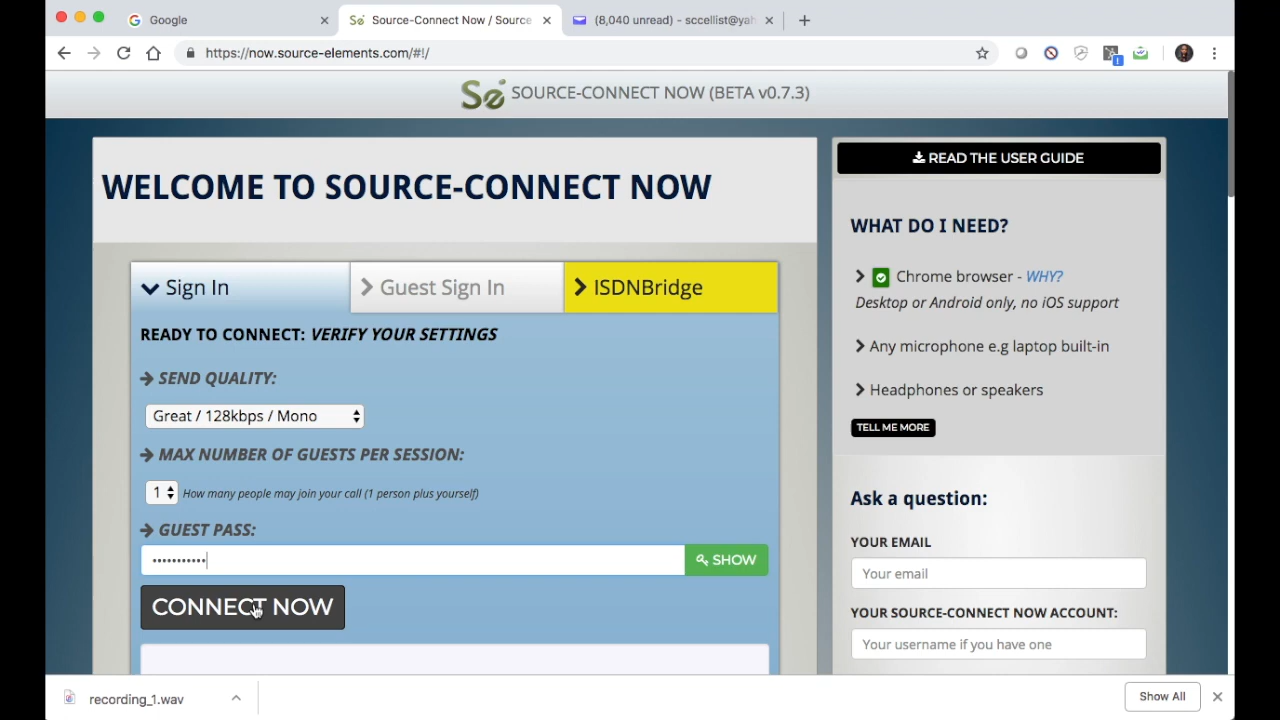 Google
Source-Connect Now / Source
(8,040 unread) - sccellist@yah
https://now.source-elements.com/#!/
Se SOURCE-CONNECT NOW (BETA v0.7.3)
WELCOME TO SOURCE-CONNECT NOW
Sign In
Guest Sign In
ISDNBridge
READY TO CONNECT: VERIFY YOUR SETTINGS
SEND QUALITY:
Great / 128kbps / Mono
MAX NUMBER OF GUESTS PER SESSION:
1 How many people may join your call (1 person plus yourself)
GUEST PASS:
•••••••••••
SHOW
CONNECT NOW
READ THE USER GUIDE
WHAT DO I NEED?
Chrome browser - WHY?
Desktop or Android only, no iOS support
Any microphone e.g laptop built-in
Headphones or speakers
TELL ME MORE
Ask a question:
YOUR EMAIL
Your email
YOUR SOURCE-CONNECT NOW ACCOUNT:
Your username if you have one
recording_1.wav
Show All